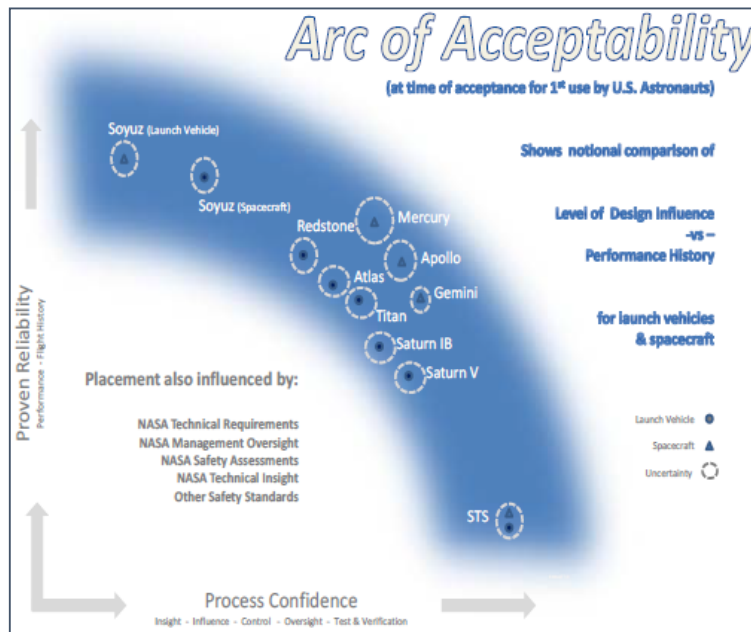 Arc of Acceptability
(at time of acceptance for 1st use by U.S. Astronauts)
Shows notional comparison of
Level of Design Influence
-vs –
Performance History
for launch vehicles
& spacecraft
Soyuz (Launch Vehicle)
Soyuz (Spacecraft)
Redstone
Mercury
Apollo
Atlas
Gemini
Titan
Saturn IB
Saturn V
STS
Proven Reliability
Performance - Flight History
Placement also influenced by:
NASA Technical Requirements
NASA Management Oversight
NASA Safety Assessments
NASA Technical Insight
Other Safety Standards
Launch Vehicle
Spacecraft
Uncertainty
Process Confidence
Insight - Influence - Control - Oversight - Test & Verification